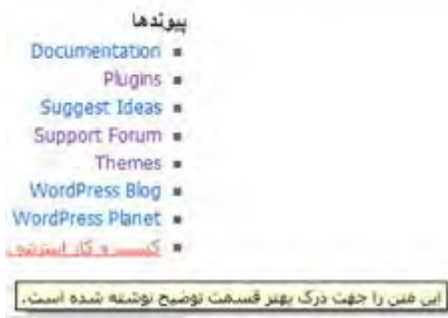 پیوندها
Documentation
Plugins
Suggest Ideas
Support Forum
Themes
WordPress Blog
WordPress Planet
کسب و کار اینترنتی
این متن را جهت درک بهتر قسمت توضیح نوشته شده است.